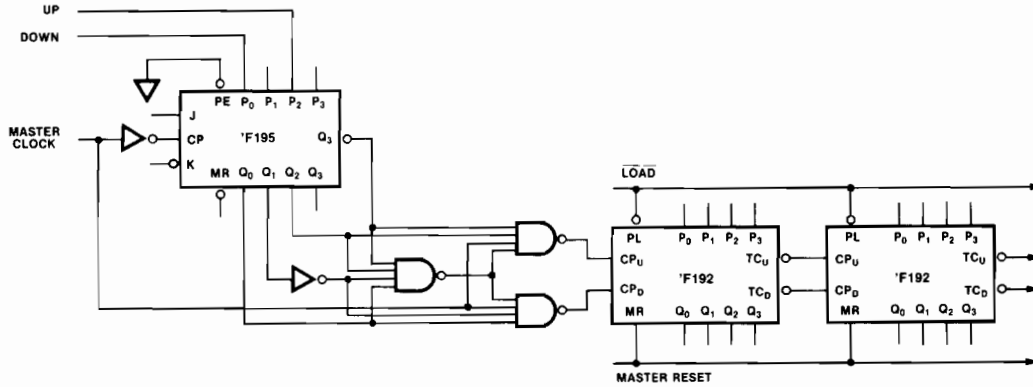 UP
DOWN
PE P0 P1 P2 P3
J
MASTER
CLOCK
CP
'F195
Q3
K
MR Q0 Q1 Q2 Q3
LOAD
PL P0 P1 P2 P3
CPU
TCU
'F192
CPD
TCD
MR Q0 Q1 Q2 Q3
PL P0 P1 P2 P3
CPU
TCU
'F192
CPD
TCD
MR Q0 Q1 Q2 Q3
MASTER RESET